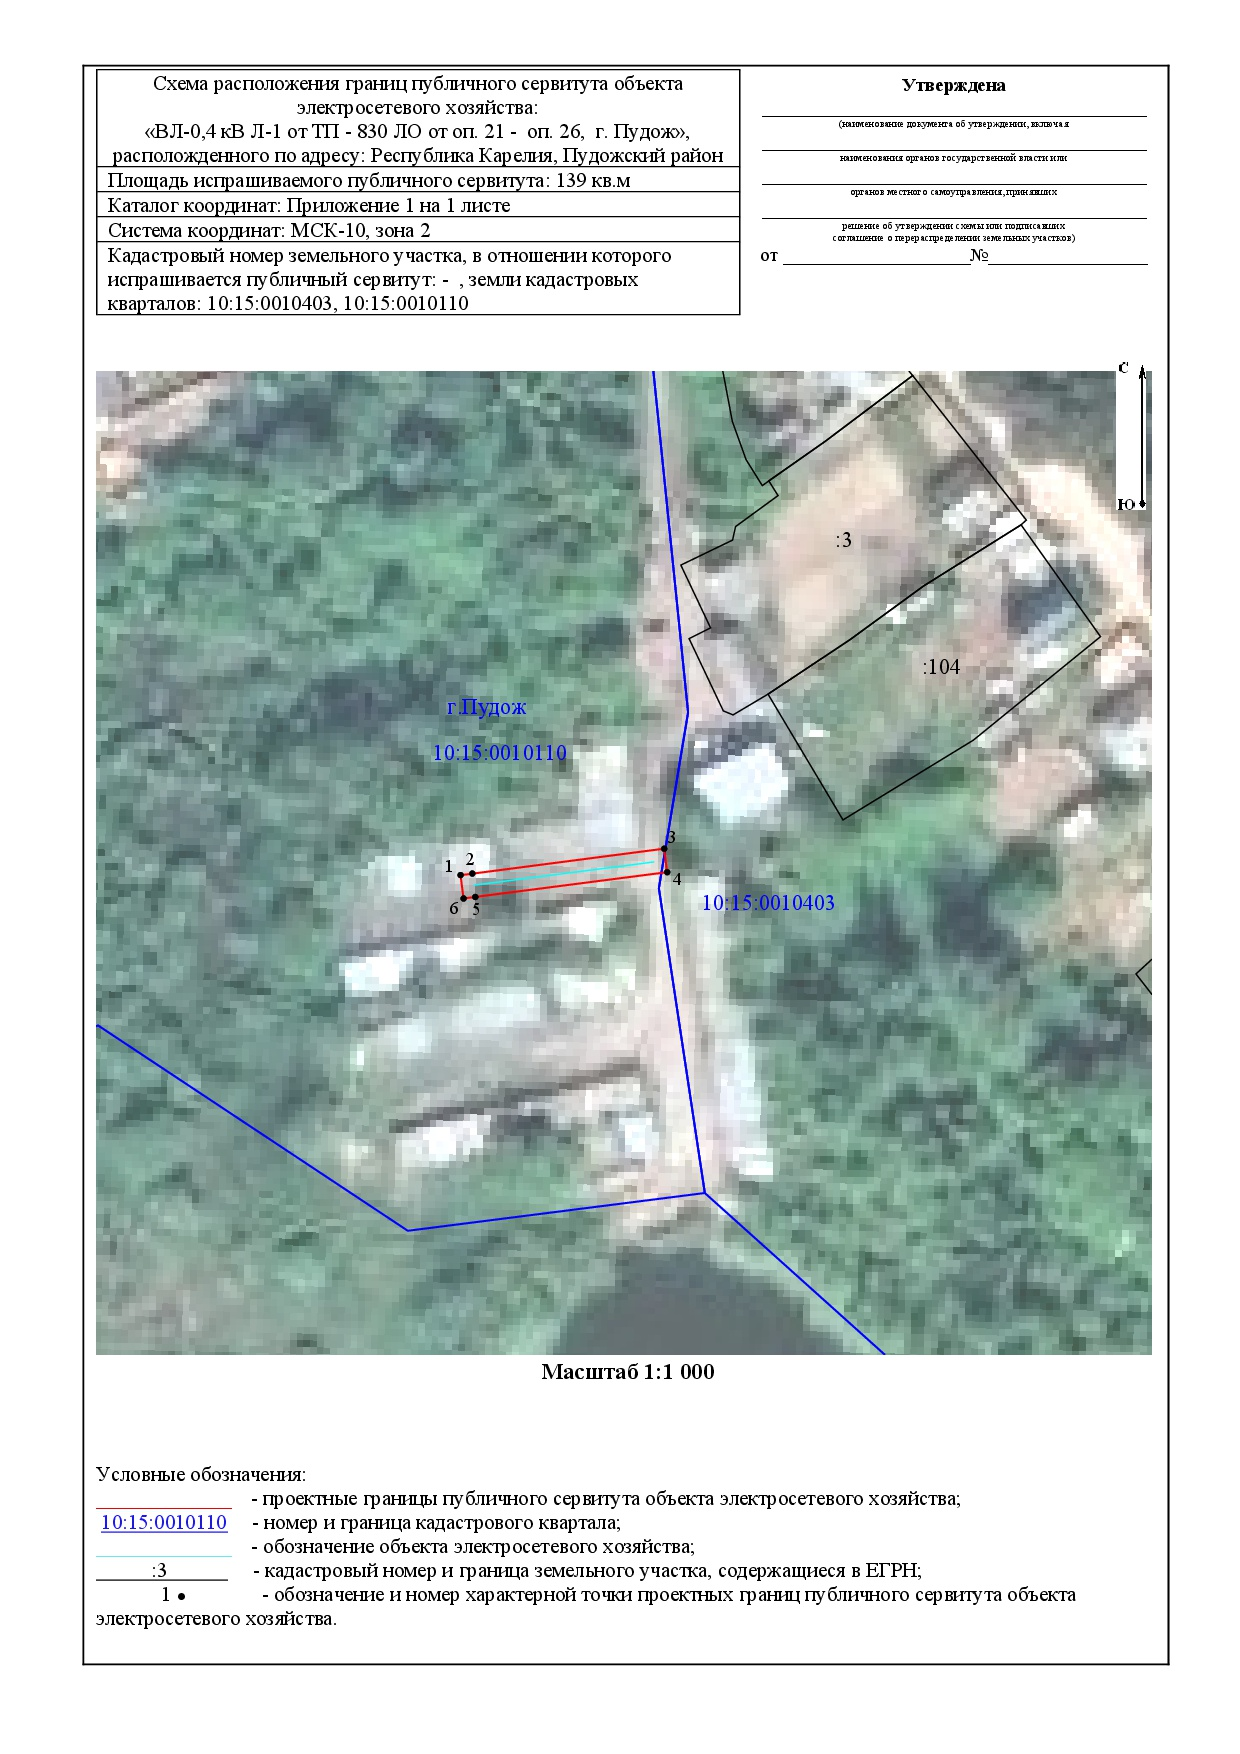 Схема расположения границ публичного сервитута объекта
электросетевого хозяйства:
«ВЛ-0,4 кВ Л-1 от ТП - 830 ЛО от оп. 21 - оп. 26, г. Пудож»,
расположенного по адресу: Республика Карелия, Пудожский район
Площадь испрашиваемого публичного сервитута: 139 кв.м
Каталог координат: Приложение 1 на 1 листе
Система координат: МСК-10, зона 2
Кадастровый номер земельного участка, в отношении которого
испрашивается публичный сервитут: - , земли кадастровых
кварталов: 10:15:0010403, 10:15:0010110
Утверждена
(наименование документа об утверждении, включая
наименования органов государственной власти или
органов местного самоуправления, принявших
решение об утверждении схемы или подписавших
соглашение о перераспределении земельных участков)
от №
С
Ю
:3
:104
г.Пудож
10:15:0010110
3
1 2
4
6 5
10:15:0010403
Масштаб 1:1 000
Условные обозначения:
- проектные границы публичного сервитута объекта электросетевого хозяйства;
10:15:0010110 - номер и граница кадастрового квартала;
- обозначение объекта электросетевого хозяйства;
:3 - кадастровый номер и граница земельного участка, содержащиеся в ЕГРН;
1 ● - обозначение и номер характерной точки проектных границ публичного сервитута объекта
электросетевого хозяйства.